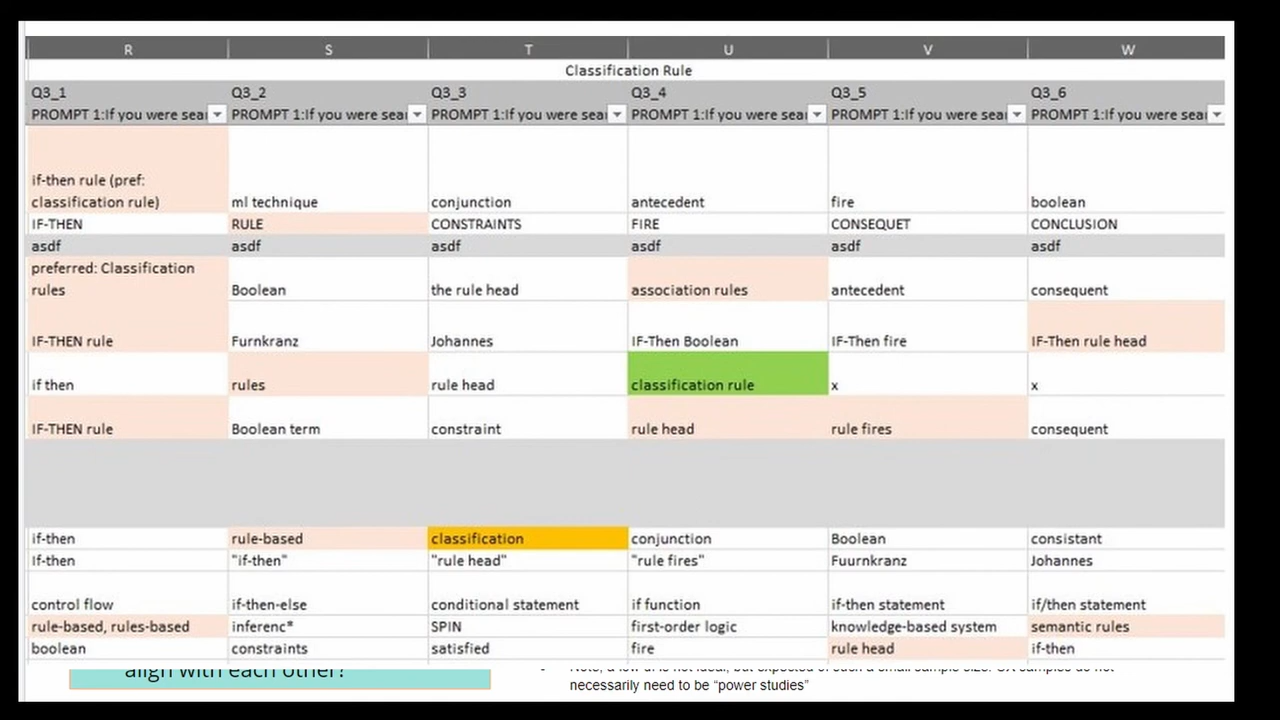 R S T U V W
Classification Rule
Q3_1 Q3_2 Q3_3 Q3_4 Q3_5 Q3_6
PROMPT 1:If you were sear PROMPT 1:If you were sear PROMPT 1:If you were sear PROMPT 1:If you were sear PROMPT 1:If you were sear PROMPT 1:If you were sear
if-then rule (pref:
classification rule) ml technique conjunction antecedent fire boolean
IF-THEN RULE CONSTRAINTS FIRE CONSEQUET CONCLUSION
asdf asdf asdf asdf asdf asdf
preferred: Classification
rules Boolean the rule head association rules antecedent consequent
IF-THEN rule Furnkranz Johannes IF-Then Boolean IF-Then fire IF-Then rule head
if then rules rule head classification rule x x
IF-THEN rule Boolean term constraint rule head rule fires consequent
if-then rule-based classification conjunction Boolean consistant
If-then "if-then" "rule head" "rule fires" Fuurnkranz Johannes
control flow if-then-else conditional statement if function if-then statement if/then statement
rule-based, rules-based inferenc* SPIN first-order logic knowledge-based system semantic rules
boolean constraints satisfied fire rule head if-then
align with each other?
necessarily need to be “power studies”